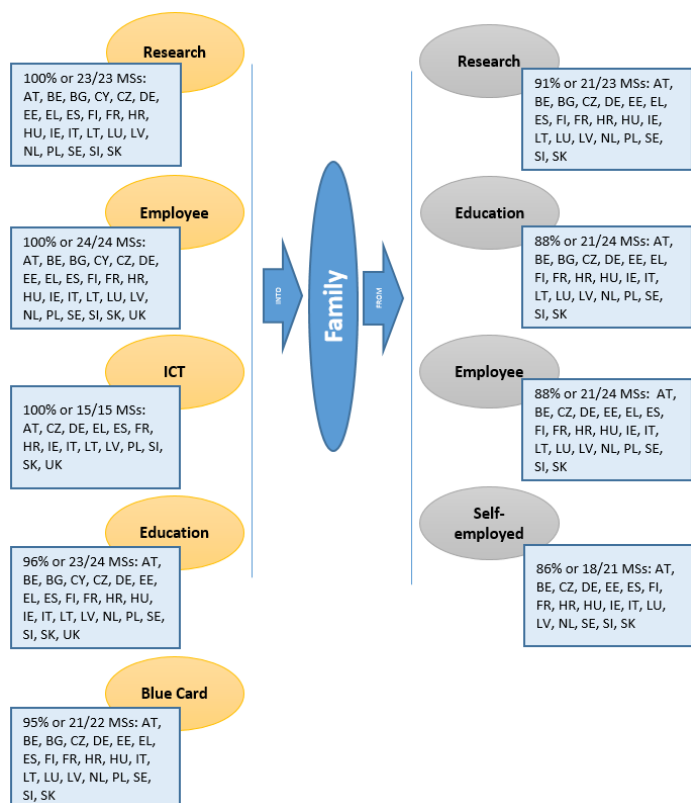 Research
100% or 23/23 MSs:
AT, BE, BG, CY, CZ, DE,
EE, EL, ES, FI, FR, HR,
HU, IE, IT, LT, LU, LV,
NL, PL, SE, SI, SK
Employee
100% or 24/24 MSs:
AT, BE, BG, CY, CZ, DE,
EE, EL, ES, FI, FR, HR,
HU, IE, IT, LT, LU, LV,
NL, PL, SE, SI, SK, UK
ICT
100% or 15/15 MSs:
AT, CZ, DE, EL, ES, FR,
HR, IE, IT, LT, LV, PL, SI,
SK, UK
Education
96% or 23/24 MSs: AT,
BE, BG, CY, CZ, DE, EE,
EL, ES, FI, FR, HR, HU,
IE, IT, LT, LV, NL, PL, SE,
SI, SK, UK
Blue Card
95% or 21/22 MSs: AT,
BE, BG, CZ, DE, EE, EL,
ES, FI, FR, HR, HU, IT,
LT, LU, LV, NL, PL, SE,
SI, SK
INTO
Family
FROM
Research
91% or 21/23 MSs: AT,
BE, BG, CZ, DE, EE, EL,
ES, FI, FR, HR, HU, IE,
LT, LU, LV, NL, PL, SE,
SI, SK
Education
88% or 21/24 MSs: AT,
BE, BG, CZ, DE, EE, EL,
FI, FR, HR, HU, IE, IT,
LT, LU, LV, NL, PL, SE,
SI, SK
Employee
88% or 21/24 MSs: AT,
BE, CZ, DE, EE, EL, ES,
FI, FR, HR, HU, IE, IT,
LT, LU, LV, NL, PL, SE,
SI, SK
Self-
employed
86% or 18/21 MSs: AT,
BE, CZ, DE, EE, ES, FI,
FR, HR, HU, IE, IT, LU,
LV, NL, SE, SI, SK